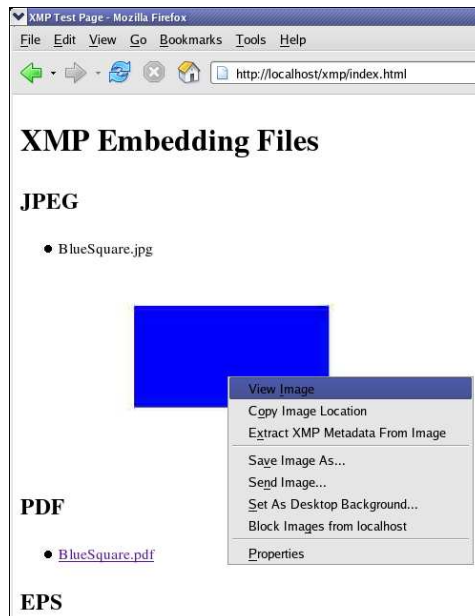 XMP Test Page - Mozilla Firefox
File Edit View Go Bookmarks Tools Help
http://localhost/xmp/index.html
XMP Embedding Files
JPEG
BlueSquare.jpg
View Image
Copy Image Location
Extract XMP Metadata From Image
Save Image As...
Send Image...
Set As Desktop Background...
Block Images from localhost
Properties
PDF
BlueSquare.pdf
EPS